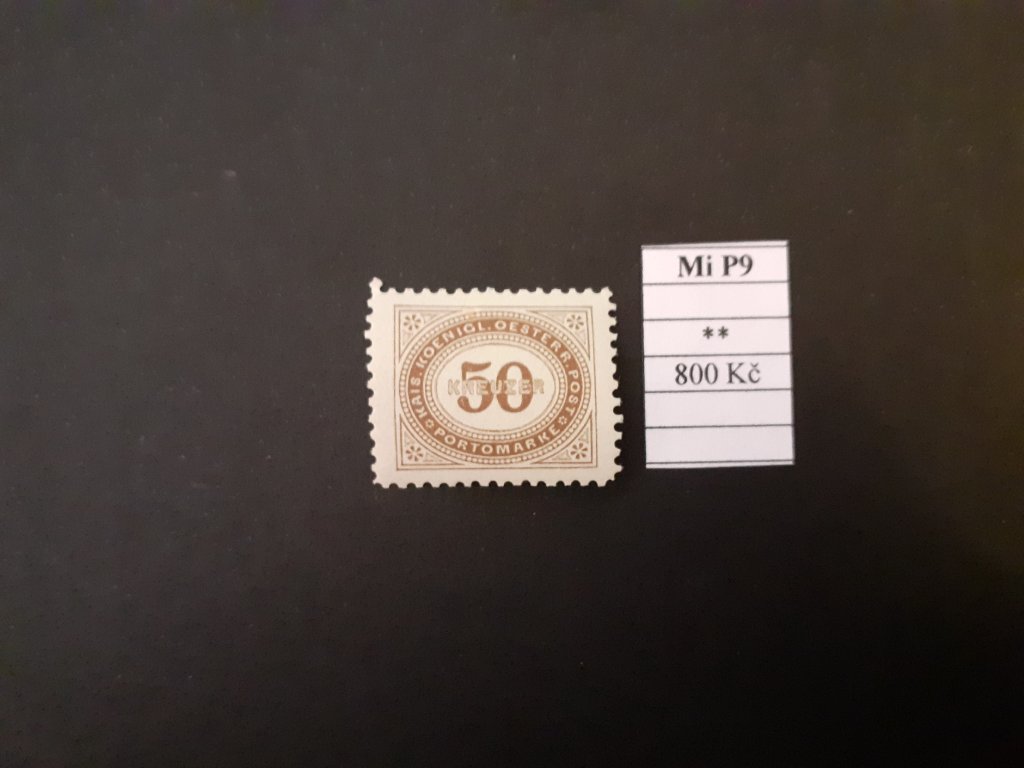 KAIS. KOENIGL. OESTERR. POST
50
KREUZER
PORTOMARKE
Mi P9
**
800 Kč